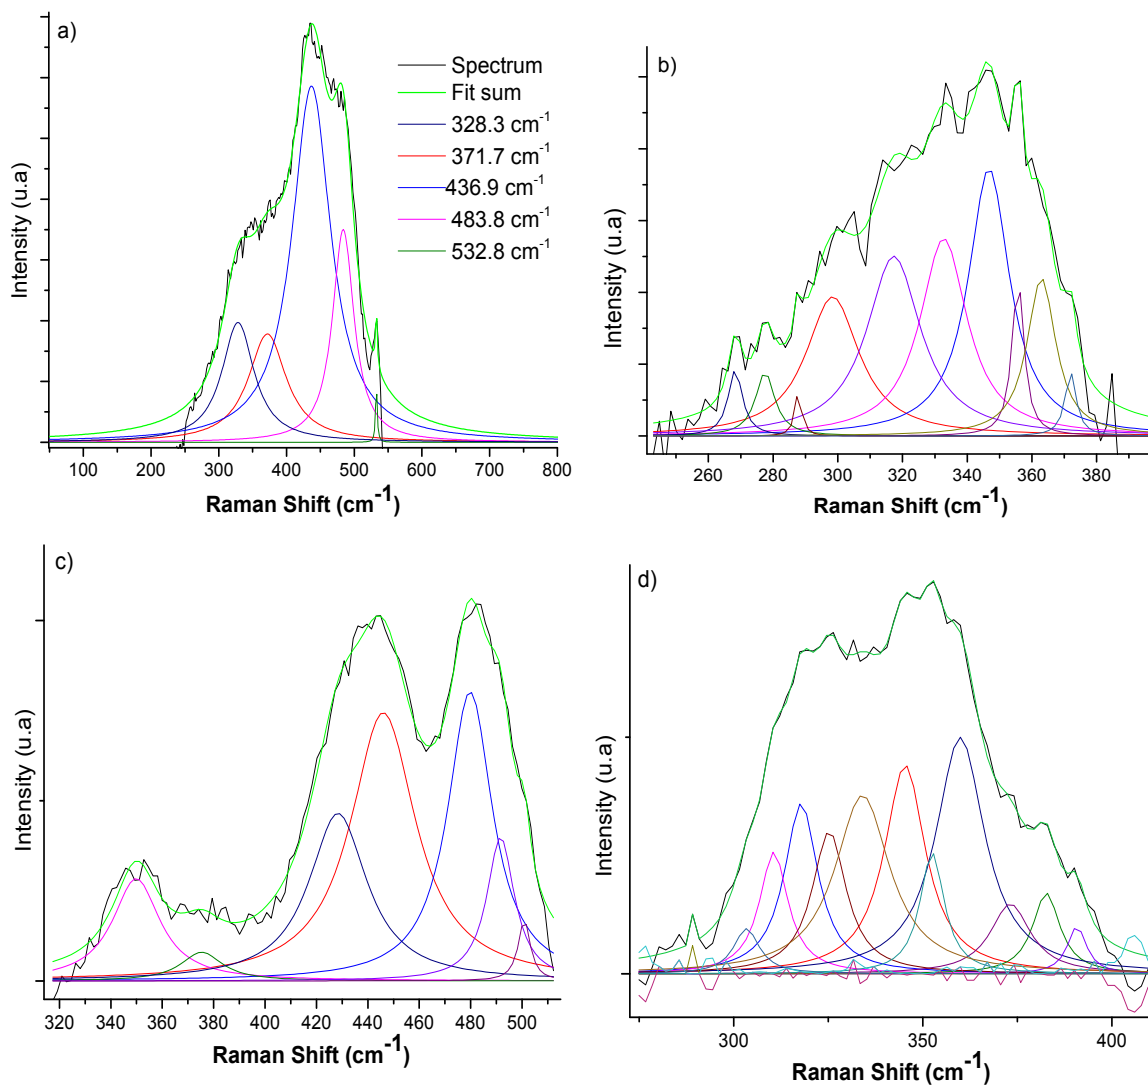 a)
Spectrum
Fit sum
328.3 cm⁻¹
371.7 cm⁻¹
436.9 cm⁻¹
483.8 cm⁻¹
532.8 cm⁻¹
Intensity (u.a)
100 200 300 400 500 600 700 800
Raman Shift (cm⁻¹)
b)
Intensity (u.a)
260 280 300 320 340 360 380
Raman Shift (cm⁻¹)
c)
Intensity (u.a)
320 340 360 380 400 420 440 460 480 500
Raman Shift (cm⁻¹)
d)
Intensity (u.a)
300 350 400
Raman Shift (cm⁻¹)